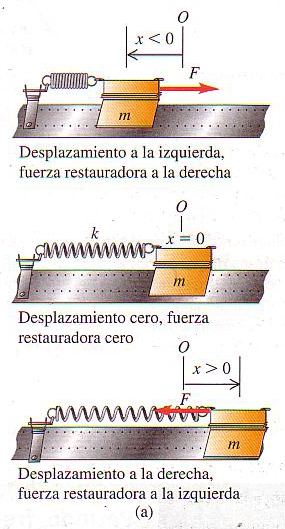 O
x < 0
F
m
Desplazamiento a la izquierda,
fuerza restauradora a la derecha
O
k
x = 0
m
Desplazamiento cero, fuerza
restauradora cero
O
x > 0
F
m
Desplazamiento a la derecha,
fuerza restauradora a la izquierda
(a)